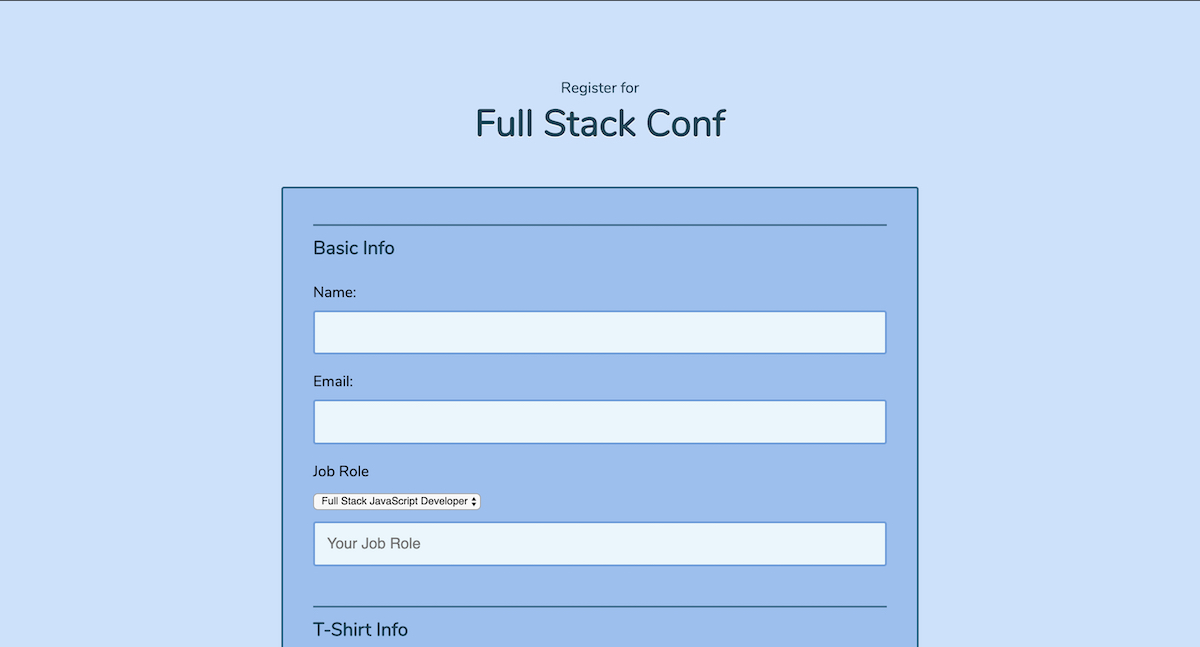 Register for
Full Stack Conf
Basic Info
Name:
Email:
Job Role
Full Stack JavaScript Developer
Your Job Role
T-Shirt Info